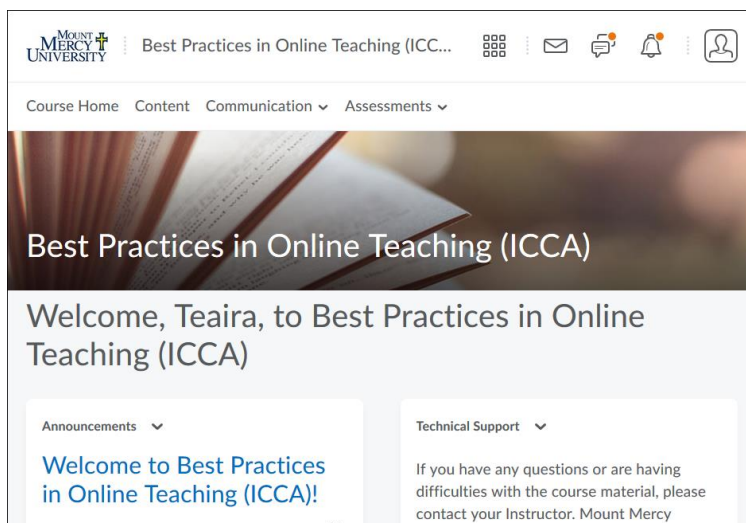 MOUNT
MERCY
UNIVERSITY
Best Practices in Online Teaching (ICC...
Course Home Content Communication Assessments
Best Practices in Online Teaching (ICCA)
Welcome, Teaira, to Best Practices in Online
Teaching (ICCA)
Announcements
Welcome to Best Practices
in Online Teaching (ICCA)!
Technical Support
If you have any questions or are having
difficulties with the course material, please
contact your Instructor. Mount Mercy